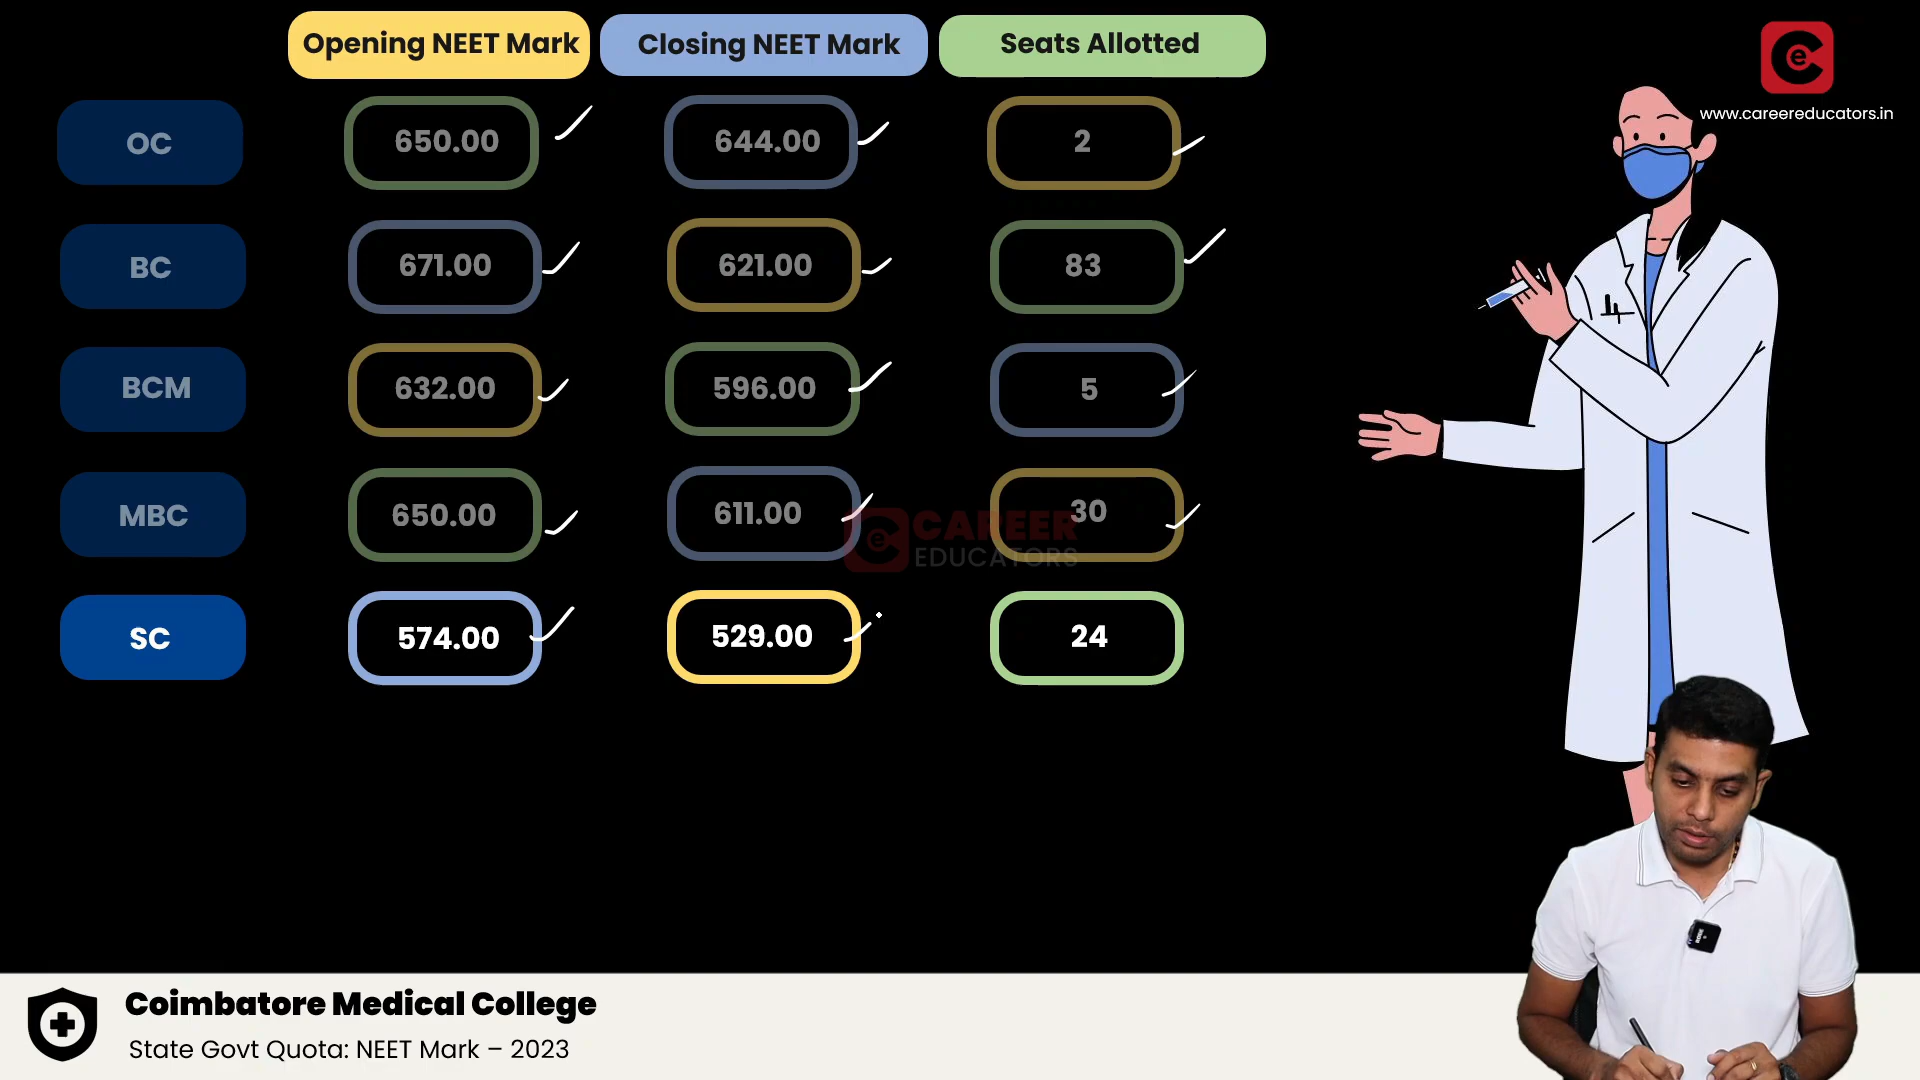 Opening NEET Mark Closing NEET Mark Seats Allotted
www.careereducators.in
OC 650.00 644.00 2
BC 671.00 621.00 83
BCM 632.00 596.00 5
MBC 650.00 611.00 30
CAREER
EDUCATORS
SC 574.00 529.00 24
Coimbatore Medical College
State Govt Quota: NEET Mark – 2023